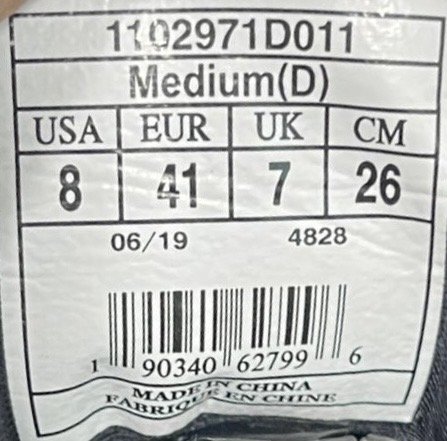 1102971D011
Medium(D)
USA EUR UK CM
8 41 7 26
06/19 4828
1 90340 62799 6
MADE IN CHINA
FABRIQUE EN CHINE